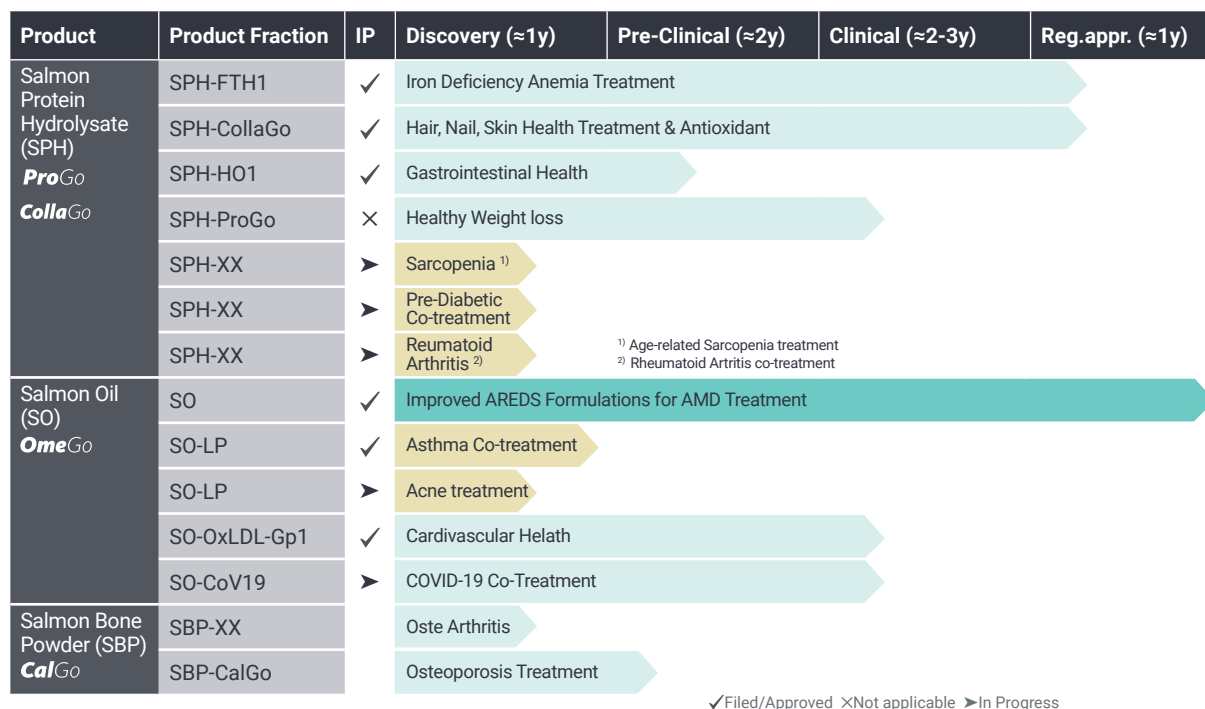 Product Product Fraction IP Discovery (≈1y) Pre-Clinical (≈2y) Clinical (≈2-3y) Reg.appr. (≈1y)
Salmon
Protein
Hydrolysate
(SPH)
ProGo
CollaGo
SPH-FTH1 ✓ Iron Deficiency Anemia Treatment
SPH-CollaGo ✓ Hair, Nail, Skin Health Treatment & Antioxidant
SPH-HO1 ✓ Gastrointestinal Health
SPH-ProGo ✕ Healthy Weight loss
SPH-XX ➤ Sarcopenia 1)
SPH-XX ➤ Pre-Diabetic
Co-treatment
SPH-XX ➤ Reumatoid
Arthritis 2)
1) Age-related Sarcopenia treatment
2) Rheumatoid Artritis co-treatment
Salmon Oil
(SO)
OmeGo
SO ✓ Improved AREDS Formulations for AMD Treatment
SO-LP ✓ Asthma Co-treatment
SO-LP ➤ Acne treatment
SO-OxLDL-Gp1 ✓ Cardivascular Helath
SO-CoV19 ➤ COVID-19 Co-Treatment
Salmon Bone
Powder (SBP)
CalGo
SBP-XX Oste Arthritis
SBP-CalGo Osteoporosis Treatment
✓Filed/Approved ✕Not applicable ➤In Progress